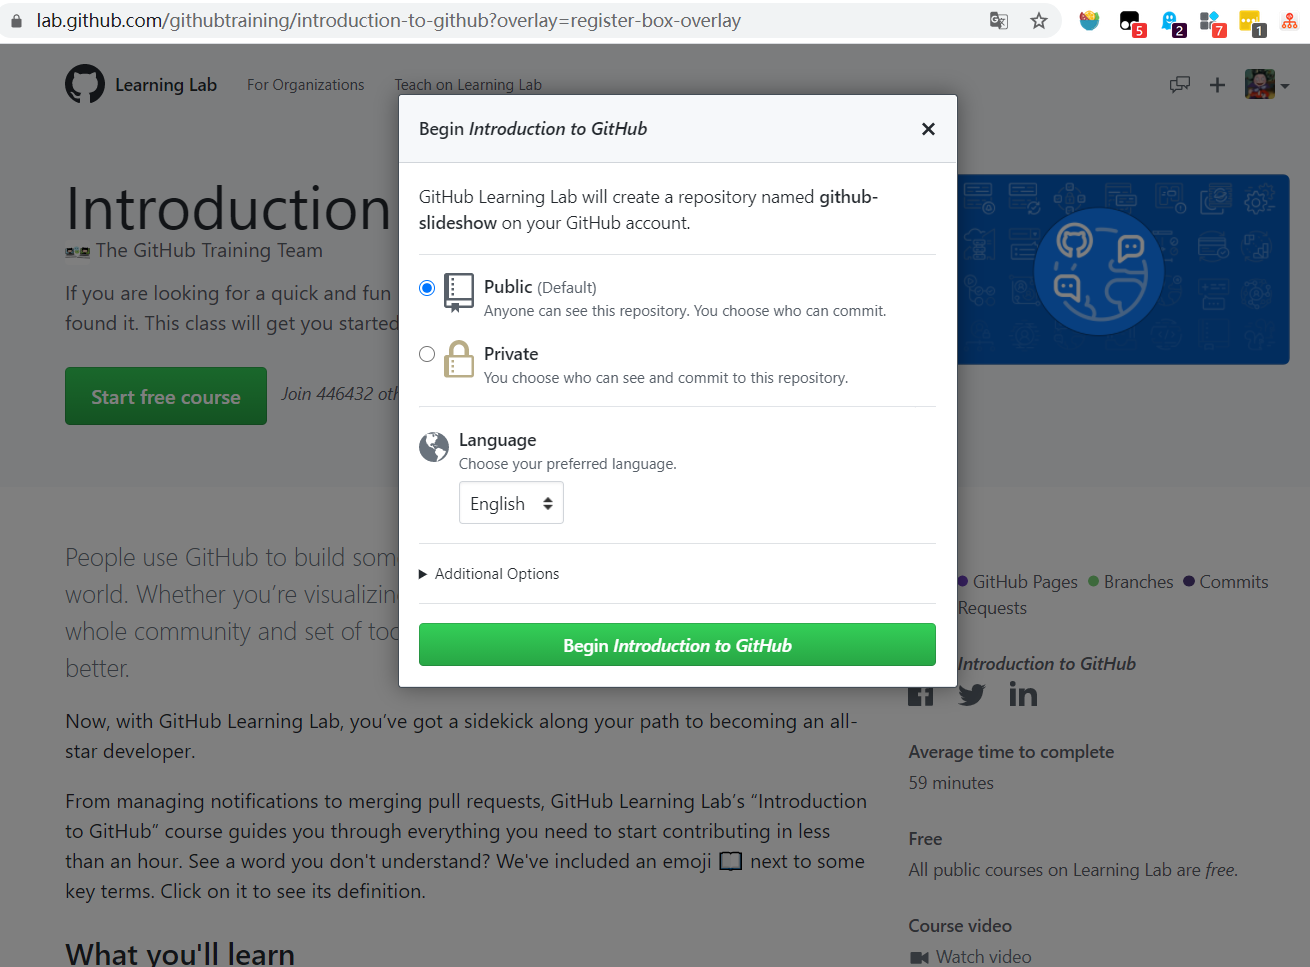 lab.github.com/githubtraining/introduction-to-github?overlay=register-box-overlay
5 2 7 1
Learning Lab For Organizations Teach on Learning Lab
Begin Introduction to GitHub
GitHub Learning Lab will create a repository named github-
slideshow on your GitHub account.
Public (Default)
Anyone can see this repository. You choose who can commit.
Private
You choose who can see and commit to this repository.
Language
Choose your preferred language.
English
Additional Options
Begin Introduction to GitHub
Introduction
The GitHub Training Team
If you are looking for a quick and fun
found it. This class will get you started
Start free course Join 446432
People use GitHub to build
world. Whether you're
whole community and set of
better.
Now, with GitHub Learning Lab, you've got a sidekick along your path to becoming an all-
star developer.
From managing notifications to merging pull requests, GitHub Learning Lab's “Introduction
to GitHub” course guides you through everything you need to start contributing in less
than an hour. See a word you don't understand? We've included an emoji 📖 next to some
key terms. Click on it to see its definition.
What you'll learn
GitHub Pages Branches Commits
Requests
Introduction to GitHub
Average time to complete
59 minutes
Free
All public courses on Learning Lab are free.
Course video
Watch video